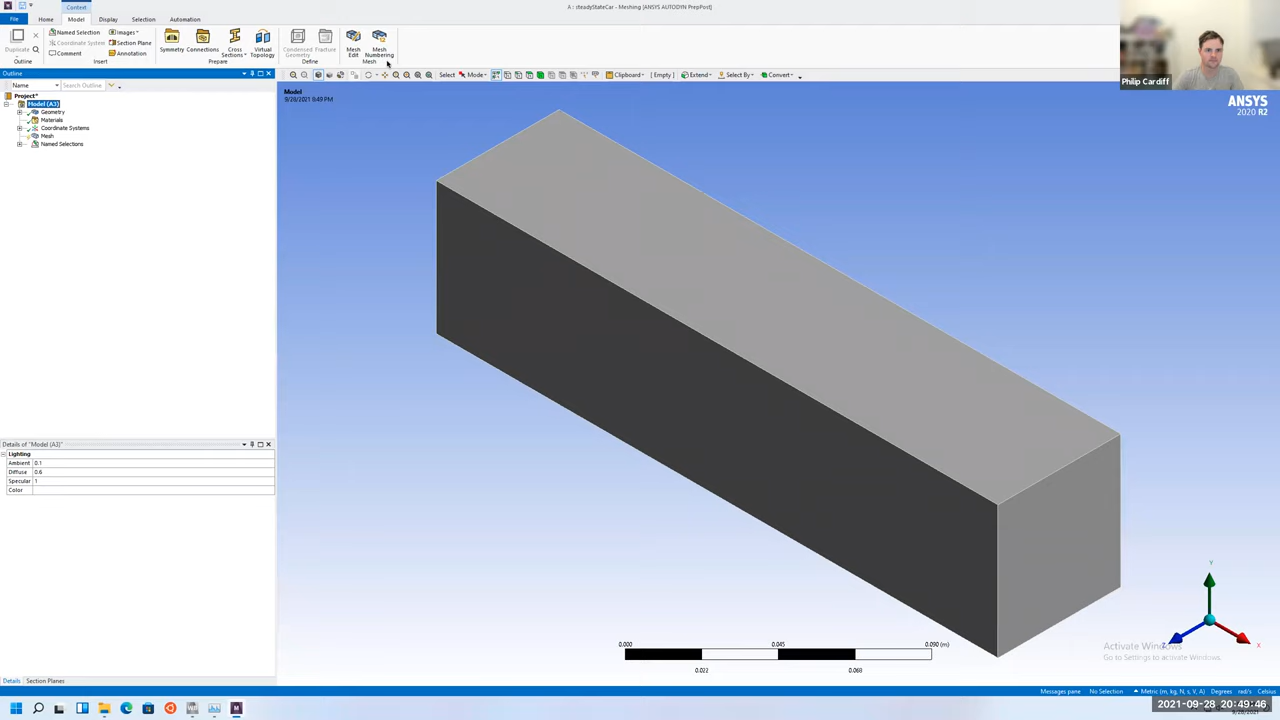 Context
A : steadyStateCar - Meshing [ANSYS AUTODYN PrepPost]
File Home Model Display Selection Automation
Duplicate
Outline
Named Selection
Coordinate System
Comment
Images
Section Plane
Annotation
Insert
Symmetry Connections Cross Sections Virtual Topology
Prepare
Condensed Geometry Fracture
Define
Mesh Edit Mesh Numbering
Mesh
Select Mode Clipboard [ Empty ] Extend Select By Convert
Philip Cardiff
Outline
Name Search Outline
Project*
Model (A3)
Geometry
Materials
Coordinate Systems
Mesh
Named Selections
Model
9/28/2021 8:49 PM
ANSYS
2020 R2
Details of "Model (A3)"
Lighting
Ambient 0.1
Diffuse 0.6
Specular 1
Color
0.000 0.045 0.090 (m)
0.022 0.068
Y
X
Activate Windows
Go to Settings to activate Windows.
Details Section Planes
Messages pane No Selection Metric (m, kg, N, s, V, A) Degrees rad/s Celsius
2021-09-28 20:49:46